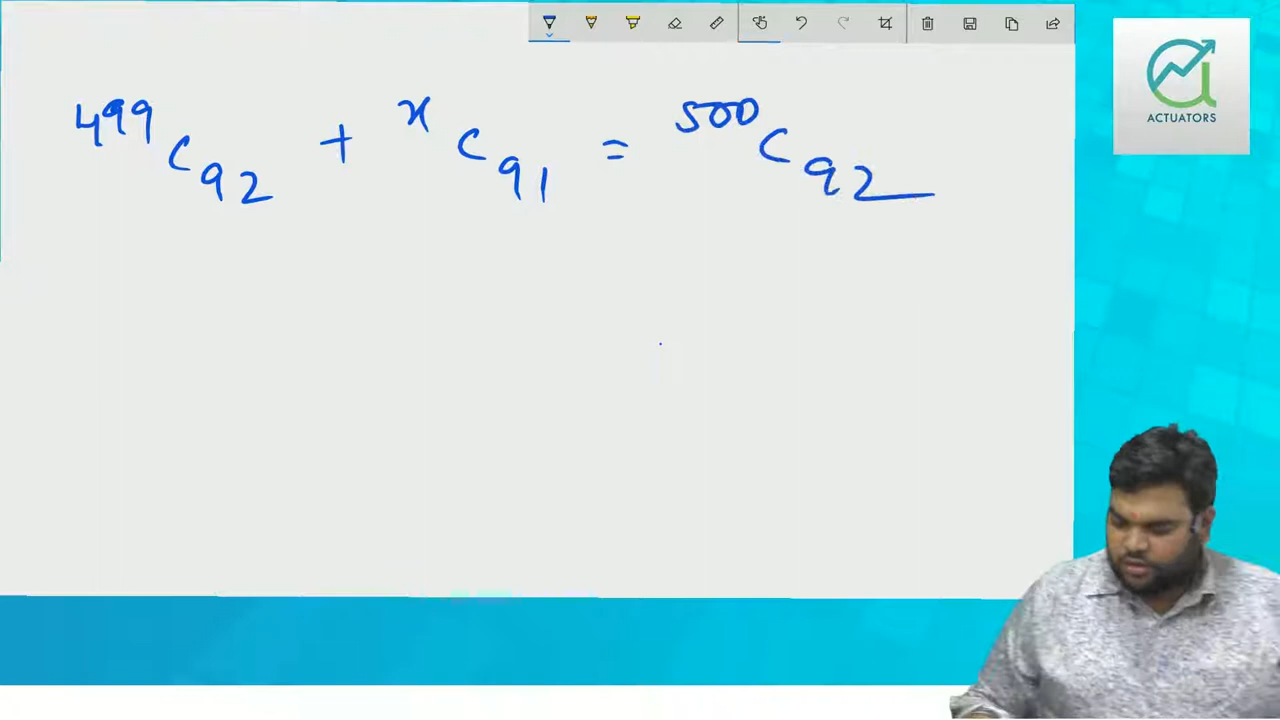 ⁴⁹⁹C₉₂ + ˣC₉₁ = ⁵⁰⁰C₉₂
ACTUATORS